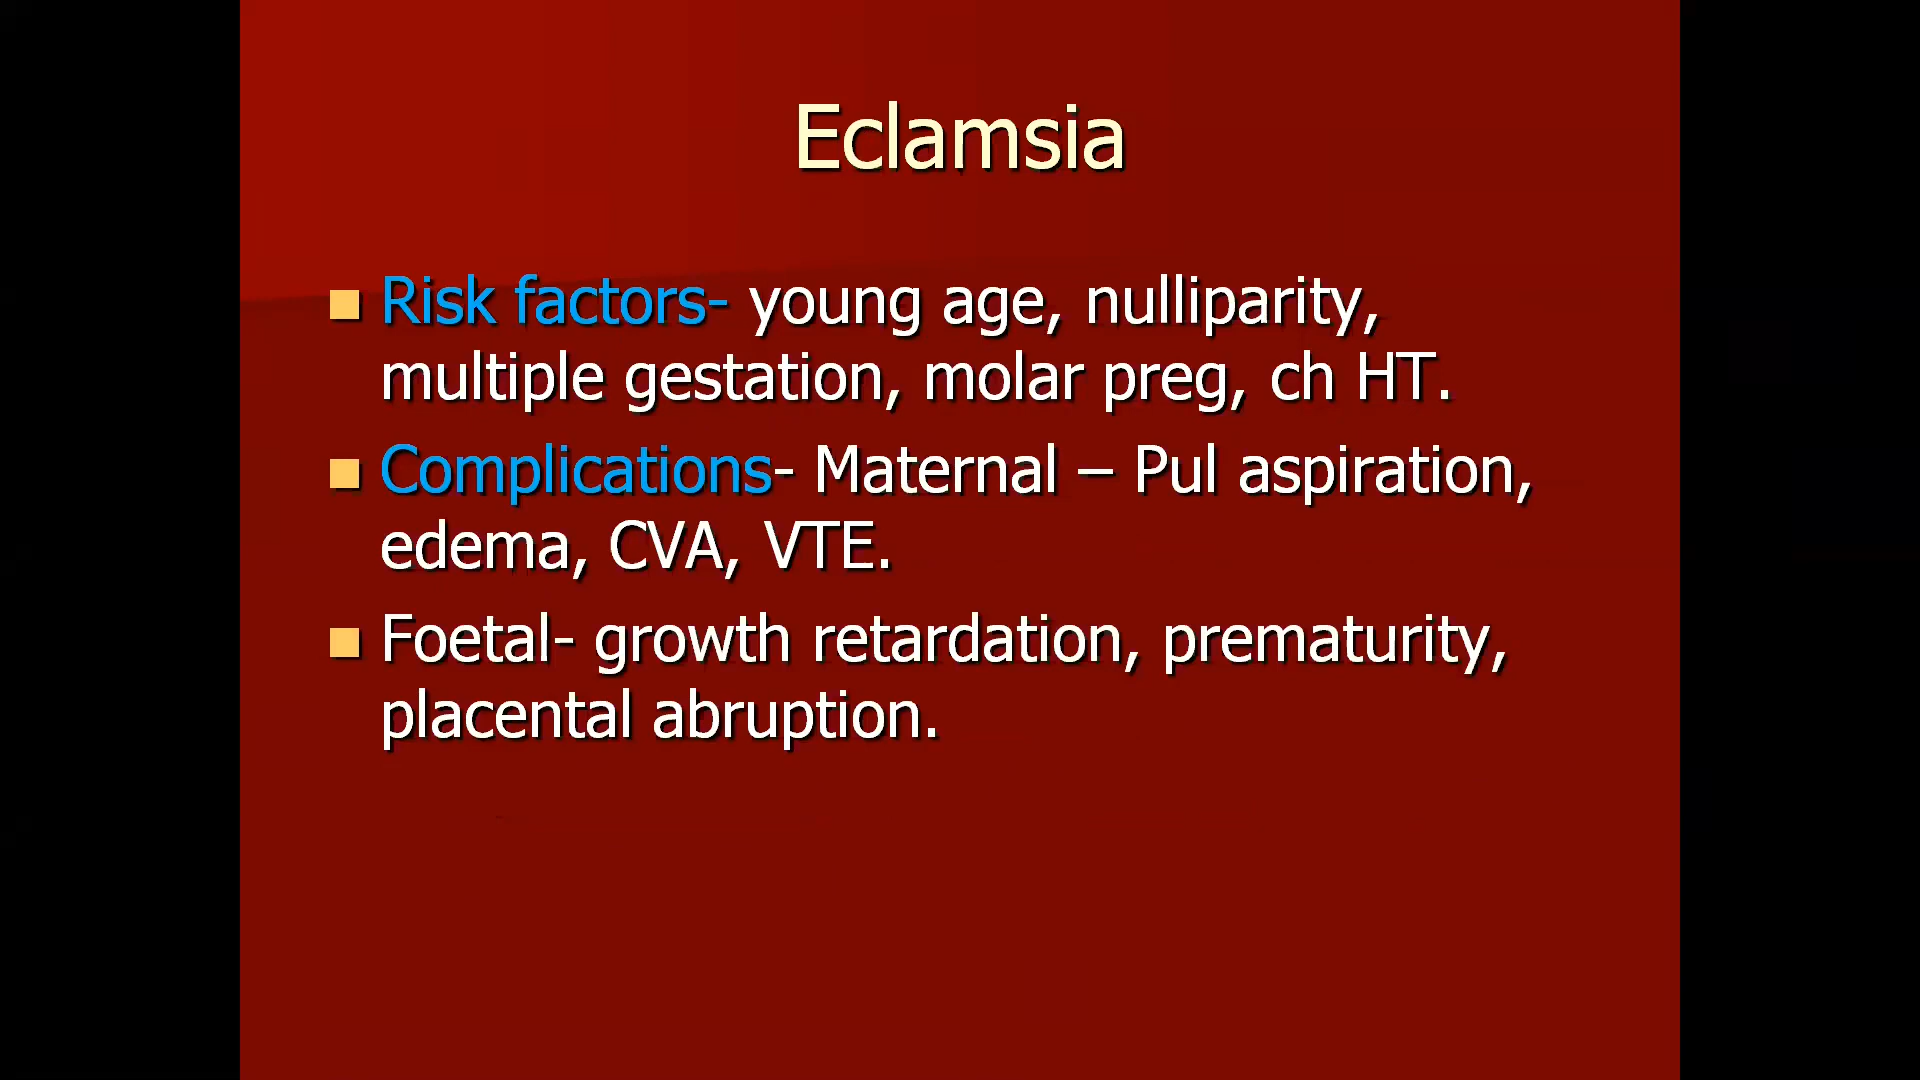 Eclamsia
Risk factors- young age, nulliparity,
multiple gestation, molar preg, ch HT.
Complications- Maternal – Pul aspiration,
edema, CVA, VTE.
Foetal- growth retardation, prematurity,
placental abruption.